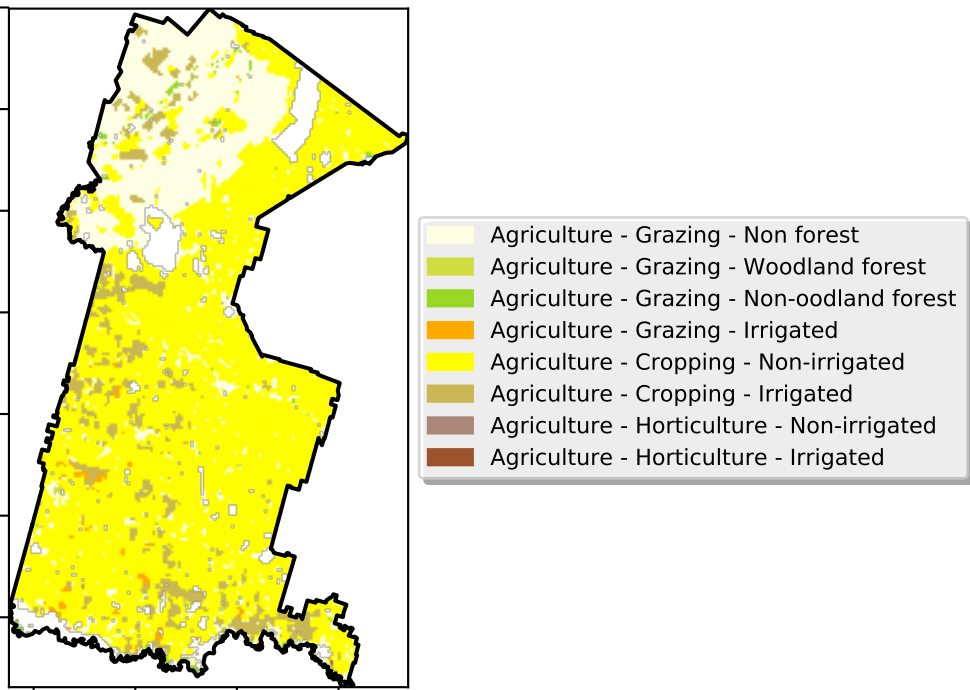 Agriculture - Grazing - Non forest
Agriculture - Grazing - Woodland forest
Agriculture - Grazing - Non-oodland forest
Agriculture - Grazing - Irrigated
Agriculture - Cropping - Non-irrigated
Agriculture - Cropping - Irrigated
Agriculture - Horticulture - Non-irrigated
Agriculture - Horticulture - Irrigated